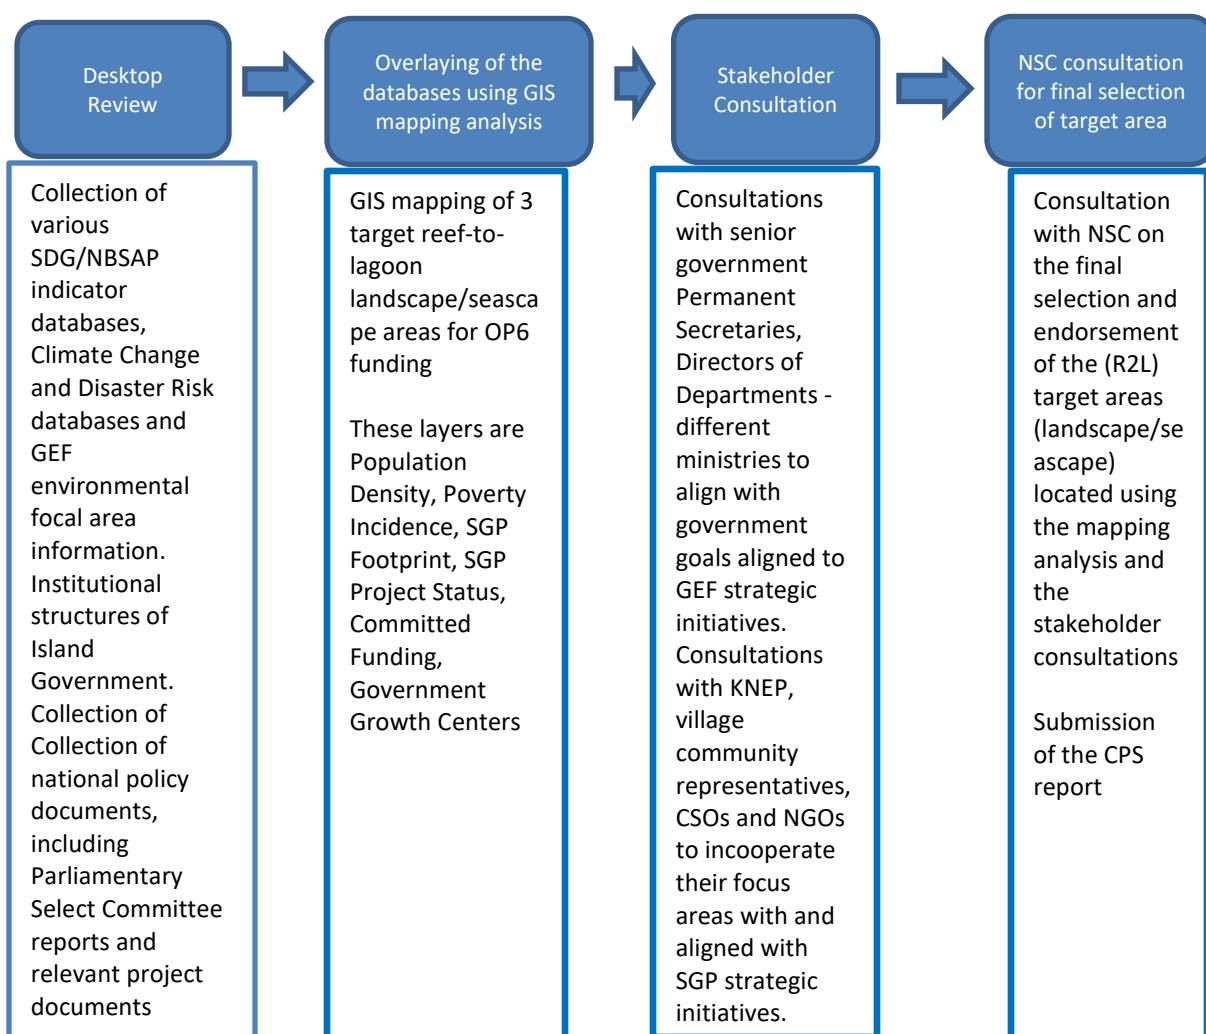 Desktop
Review
Overlaying of the
databases using GIS
mapping analysis
Stakeholder
Consultation
NSC consultation
for final selection
of target area
Collection of
various
SDG/NBSAP
indicator
databases,
Climate Change
and Disaster Risk
databases and
GEF
environmental
focal area
information.
Institutional
structures of
Island
Government.
Collection of
Collection of
national policy
documents,
including
Parliamentary
Select Committee
reports and
relevant project
documents
GIS mapping of 3
target reef-to-
lagoon
landscape/seasca
pe areas for OP6
funding
These layers are
Population
Density, Poverty
Incidence, SGP
Footprint, SGP
Project Status,
Committed
Funding,
Government
Growth Centers
Consultations
with senior
government
Permanent
Secretaries,
Directors of
Departments -
different
ministries to
align with
government
goals aligned to
GEF strategic
initiatives.
Consultations
with KNEP,
village
community
representatives,
CSOs and NGOs
to incooperate
their focus
areas with and
aligned with
SGP strategic
initiatives.
Consultation
with NSC on
the final
selection and
endorsement
of the (R2L)
target areas
(landscape/se
ascape)
located using
the mapping
analysis and
the
stakeholder
consultations
Submission
of the CPS
report